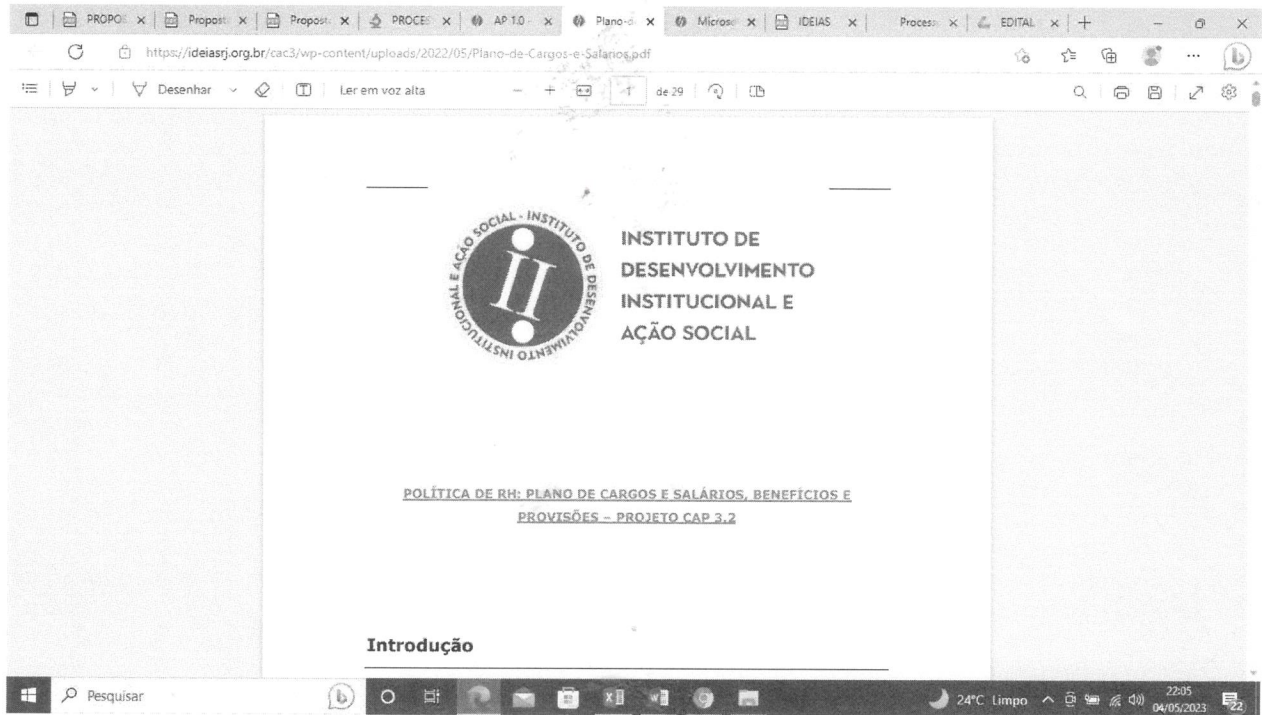 PROPO:
Propost
Propost
PROCES
AP 1.0 -
Plano-d
Microso
IDEIAS
Process
EDITAL
https://ideiasrj.org.br/cac3/wp-content/uploads/2022/05/Plano-de-Cargos-e-Salarios.pdf
Desenhar
Ler em voz alta
1
de 29
INSTITUTO DE DESENVOLVIMENTO INSTITUCIONAL E AÇÃO SOCIAL -
INSTITUTO DE
DESENVOLVIMENTO
INSTITUCIONAL E
AÇÃO SOCIAL
POLÍTICA DE RH: PLANO DE CARGOS E SALÁRIOS, BENEFÍCIOS E
PROVISÕES – PROJETO CAP 3.2
Introdução
Pesquisar
24°C Limpo
22:05
04/05/2023
22